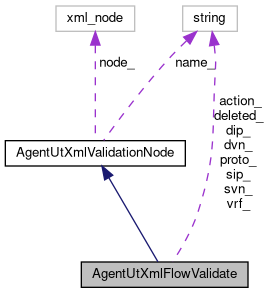 xml_node
string
node_
name_
action_
deleted_
dip_
dvn_
proto_
sip_
svn_
vrf_
AgentUtXmlValidationNode
AgentUtXmlFlowValidate